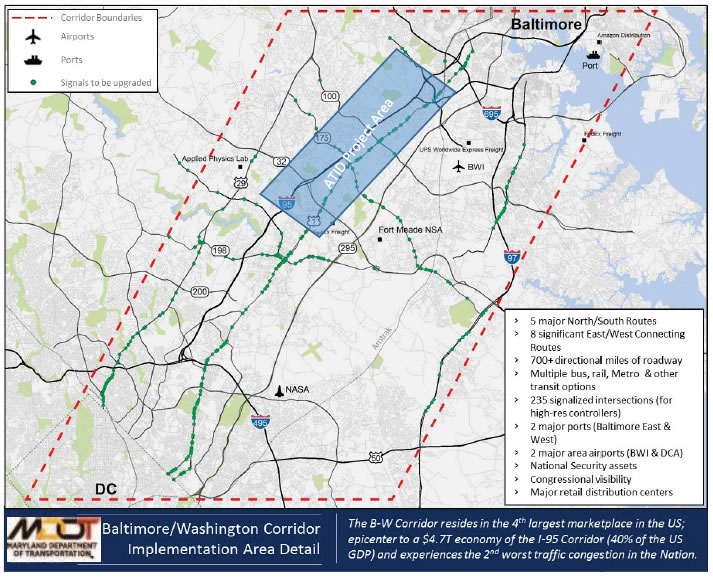 Corridor Boundaries
Airports
Ports
Signals to be upgraded
Baltimore
Amazon Distribution
Port
100
175
695
FedEx Freight
UPS Worldwide Express Freight
BWI
Applied Physics Lab
32
29
95
ATID Project Area
1
Freight
Fort Meade NSA
295
198
97
200
Amtrak
NASA
495
50
DC
> 5 major North/South Routes
> 8 significant East/West Connecting
Routes
> 700+ directional miles of roadway
> Multiple bus, rail, Metro & other
transit options
> 235 signalized intersections (for
high-res controllers)
> 2 major ports (Baltimore East &
West)
> 2 major area airports (BWI & DCA)
> National Security assets
> Congressional visibility
> Major retail distribution centers
MDOT
MARYLAND DEPARTMENT
OF TRANSPORTATION
Baltimore/Washington Corridor
Implementation Area Detail
The B-W Corridor resides in the 4th largest marketplace in the US;
epicenter to a $4.7T economy of the I-95 Corridor (40% of the US
GDP) and experiences the 2nd worst traffic congestion in the Nation.